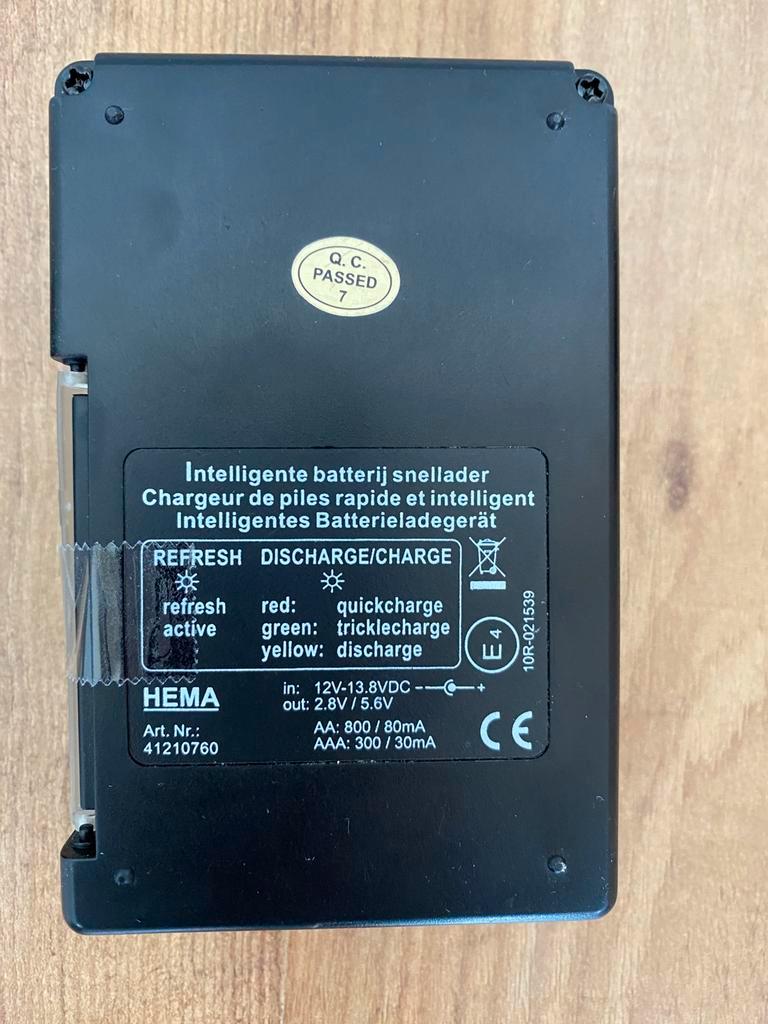 Q. C.
PASSED
7
Intelligente batterij snellader
Chargeur de piles rapide et intelligent
Intelligentes Batterieladegerät
REFRESH DISCHARGE/CHARGE
refresh red: quickcharge
active green: tricklecharge
yellow: discharge
E4
10R-021539
HEMA
in: 12V-13.8VDC - +
out: 2.8V / 5.6V
Art. Nr.:
41210760
AA: 800 / 80mA
AAA: 300 / 30mA
CE